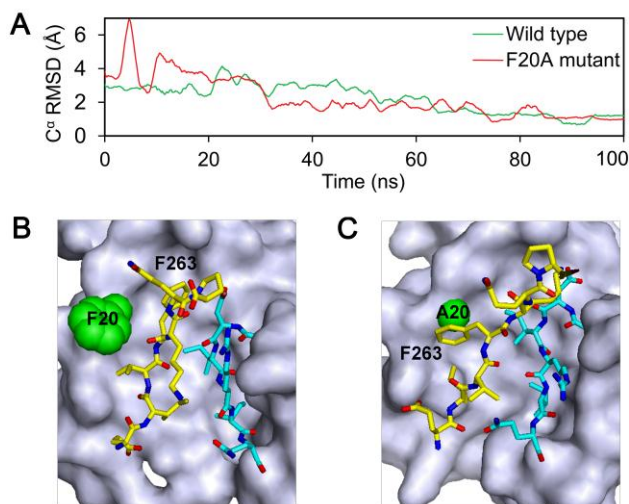 A
Cα RMSD (Å)
6
4
2
0
Wild type
F20A mutant
0
20
40
60
80
100
Time (ns)
B
F263
F20
C
A20
F263